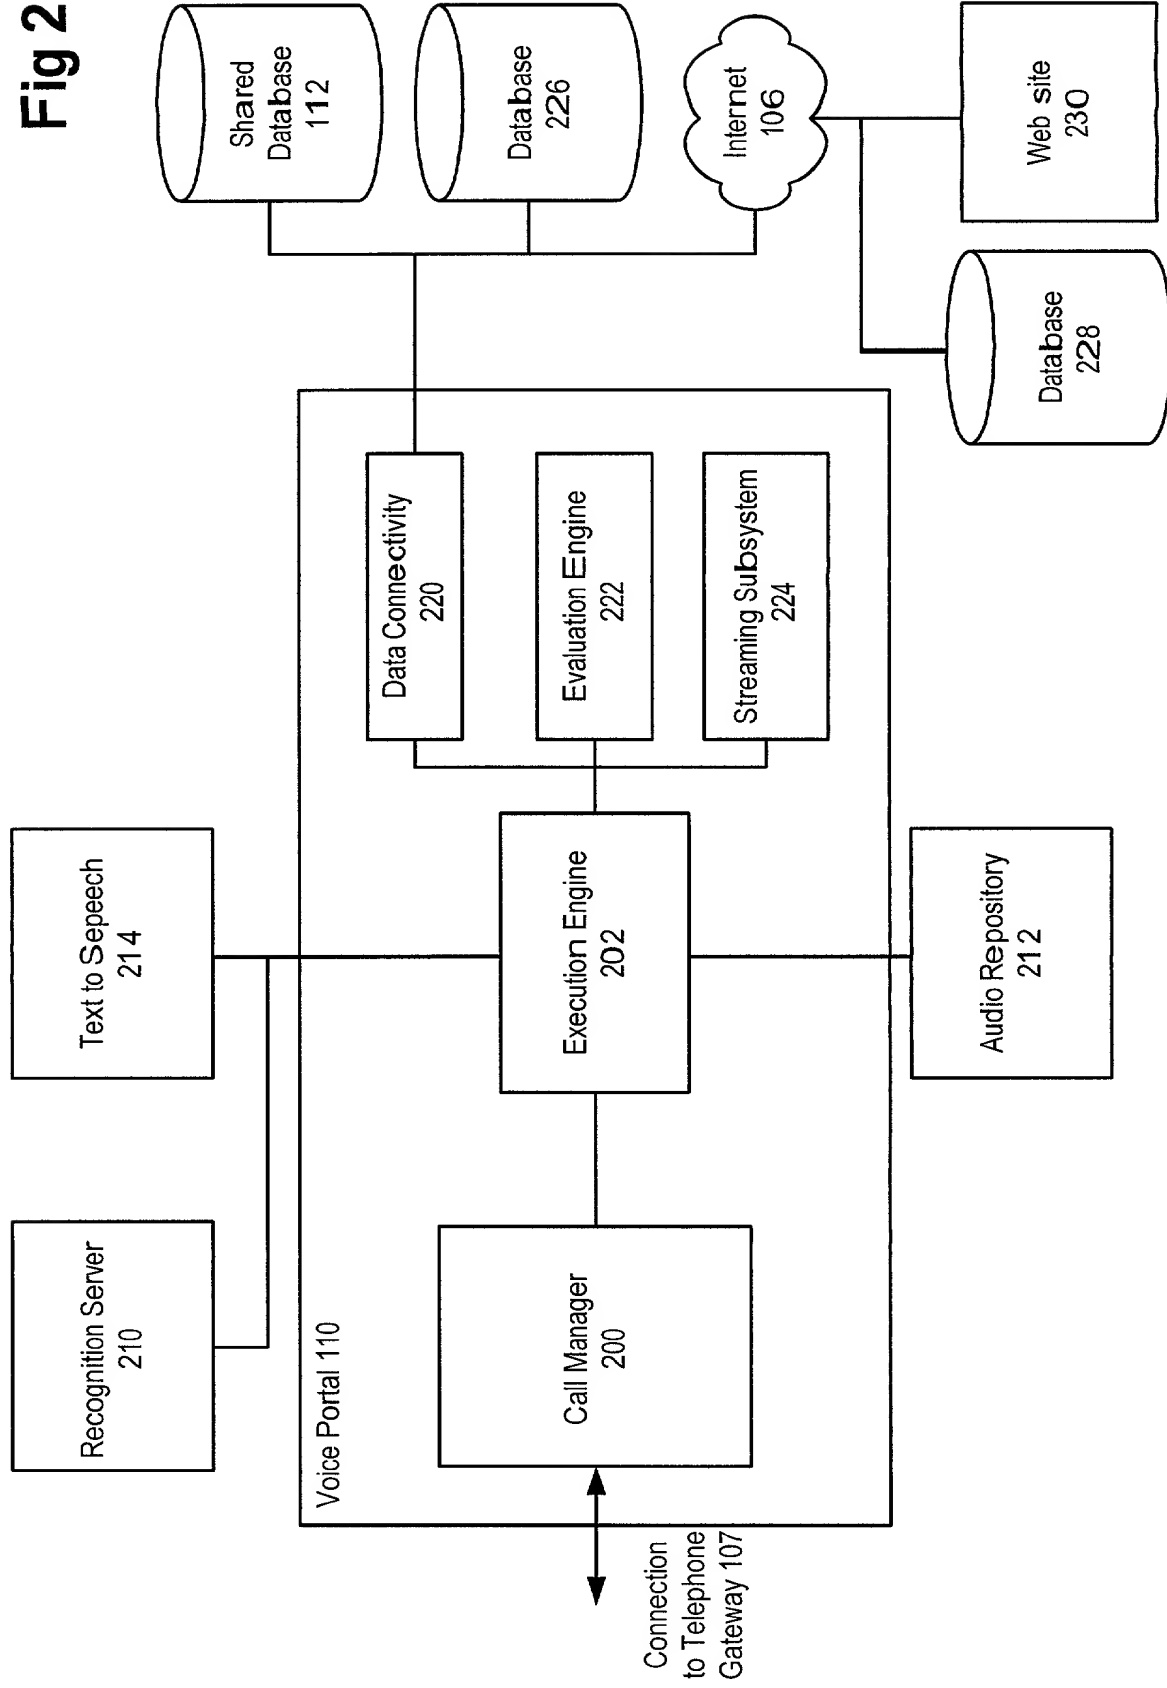 Fig 2
Recognition Server
210
Text to Sepeech
214
Shared
Database
112
Database
226
Internet
106
Web site
230
Database
228
Voice Portal 110
Data Connectivity
220
Evaluation Engine
222
Streaming Subsystem
224
Execution Engine
202
Call Manager
200
Connection
to Telephone
Gateway 107
Audio Repository
212